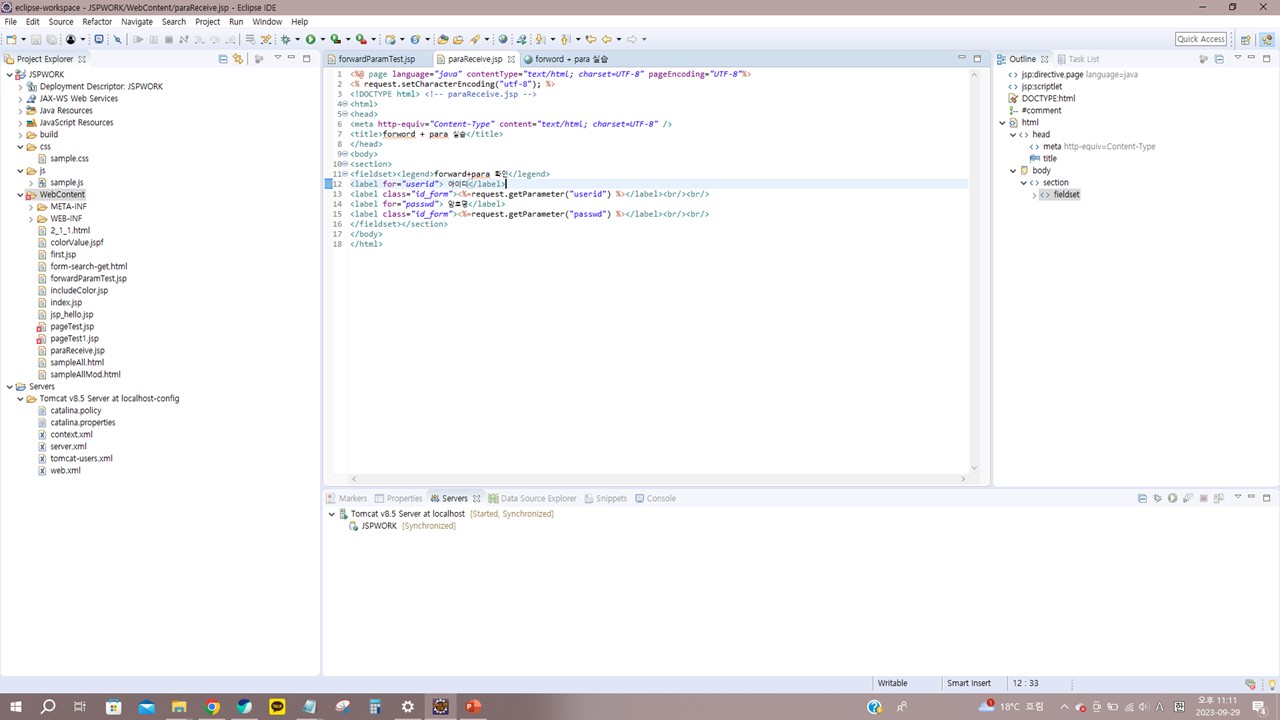 eclipse-workspace - JSPWORK/WebContent/paraReceive.jsp - Eclipse IDE
File Edit Source Refactor Navigate Search Project Run Window Help
Quick Access
Project Explorer
JSPWORK
Deployment Descriptor: JSPWORK
JAX-WS Web Services
Java Resources
JavaScript Resources
build
css
sample.css
js
sample.js
WebContent
META-INF
WEB-INF
2_1_1.html
colorValue.jspf
first.jsp
form-search-get.html
forwardParamTest.jsp
includeColor.jsp
index.jsp
jsp_hello.jsp
pageTest.jsp
pageTest1.jsp
paraReceive.jsp
sampleAll.html
sampleAllMod.html
Servers
Tomcat v8.5 Server at localhost-config
catalina.policy
catalina.properties
context.xml
server.xml
tomcat-users.xml
web.xml
forwardParamTest.jsp paraReceive.jsp forword + para 실습
1 <%@ page language="java" contentType="text/html; charset=UTF-8" pageEncoding="UTF-8"%>
2 <% request.setCharacterEncoding("utf-8"); %>
3 <!DOCTYPE html> <!-- paraReceive.jsp -->
4 <html>
5 <head>
6 <meta http-equiv="Content-Type" content="text/html; charset=UTF-8" />
7 <title>forword + para 실습</title>
8 </head>
9 <body>
10 <section>
11 <fieldset><legend>forward+para 확인</legend>
12 <label for="userid"> 아이디</label>
13 <label class="id_form"><%=request.getParameter("userid") %></label><br/><br/>
14 <label for="passwd"> 암호명</label>
15 <label class="id_form"><%=request.getParameter("passwd") %></label><br/><br/>
16 </fieldset></section>
17 </body>
18 </html>
Outline Task List
jsp:directive.page language=java
jsp:scriptlet
DOCTYPE:html
#comment
html
head
meta http-equiv=Content-Type
title
body
section
fieldset
Markers Properties Servers Data Source Explorer Snippets Console
Tomcat v8.5 Server at localhost [Started, Synchronized]
JSPWORK [Synchronized]
Writable Smart Insert 12 : 33
18°C 흐림
A
오후 11:11
2023-09-29
4